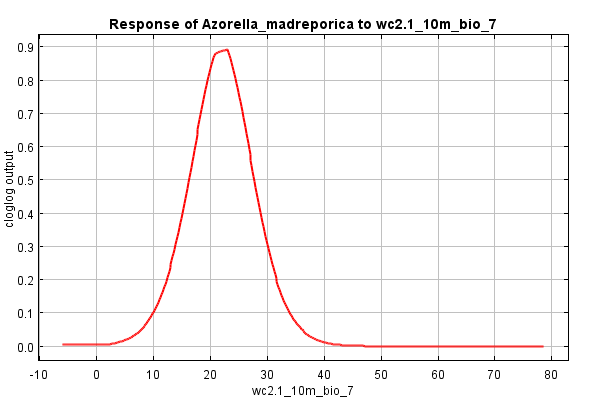 Response of Azorella_madreporica to wc2.1_10m_bio_7
0.9
0.8
0.7
0.6
0.5
0.4
0.3
0.2
0.1
0.0
cloglog output
-10 0 10 20 30 40 50 60 70 80
wc2.1_10m_bio_7